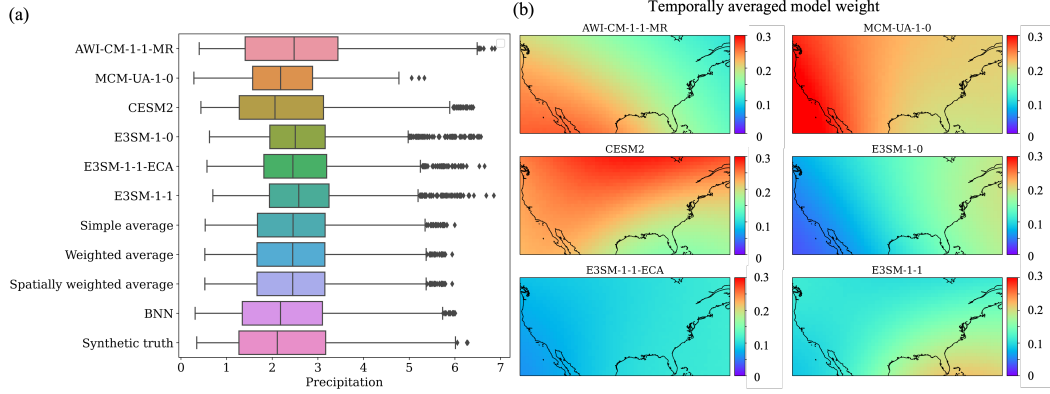 (a)
AWI-CM-1-1-MR
MCM-UA-1-0
CESM2
E3SM-1-0
E3SM-1-1-ECA
E3SM-1-1
Simple average
Weighted average
Spatially weighted average
BNN
Synthetic truth
0 1 2 3 4 5 6 7
Precipitation
(b)
Temporally averaged model weight
AWI-CM-1-1-MR
0.3
0.2
0.1
0
MCM-UA-1-0
0.3
0.2
0.1
0
CESM2
0.3
0.2
0.1
0
E3SM-1-0
0.3
0.2
0.1
0
E3SM-1-1-ECA
0.3
0.2
0.1
0
E3SM-1-1
0.3
0.2
0.1
0